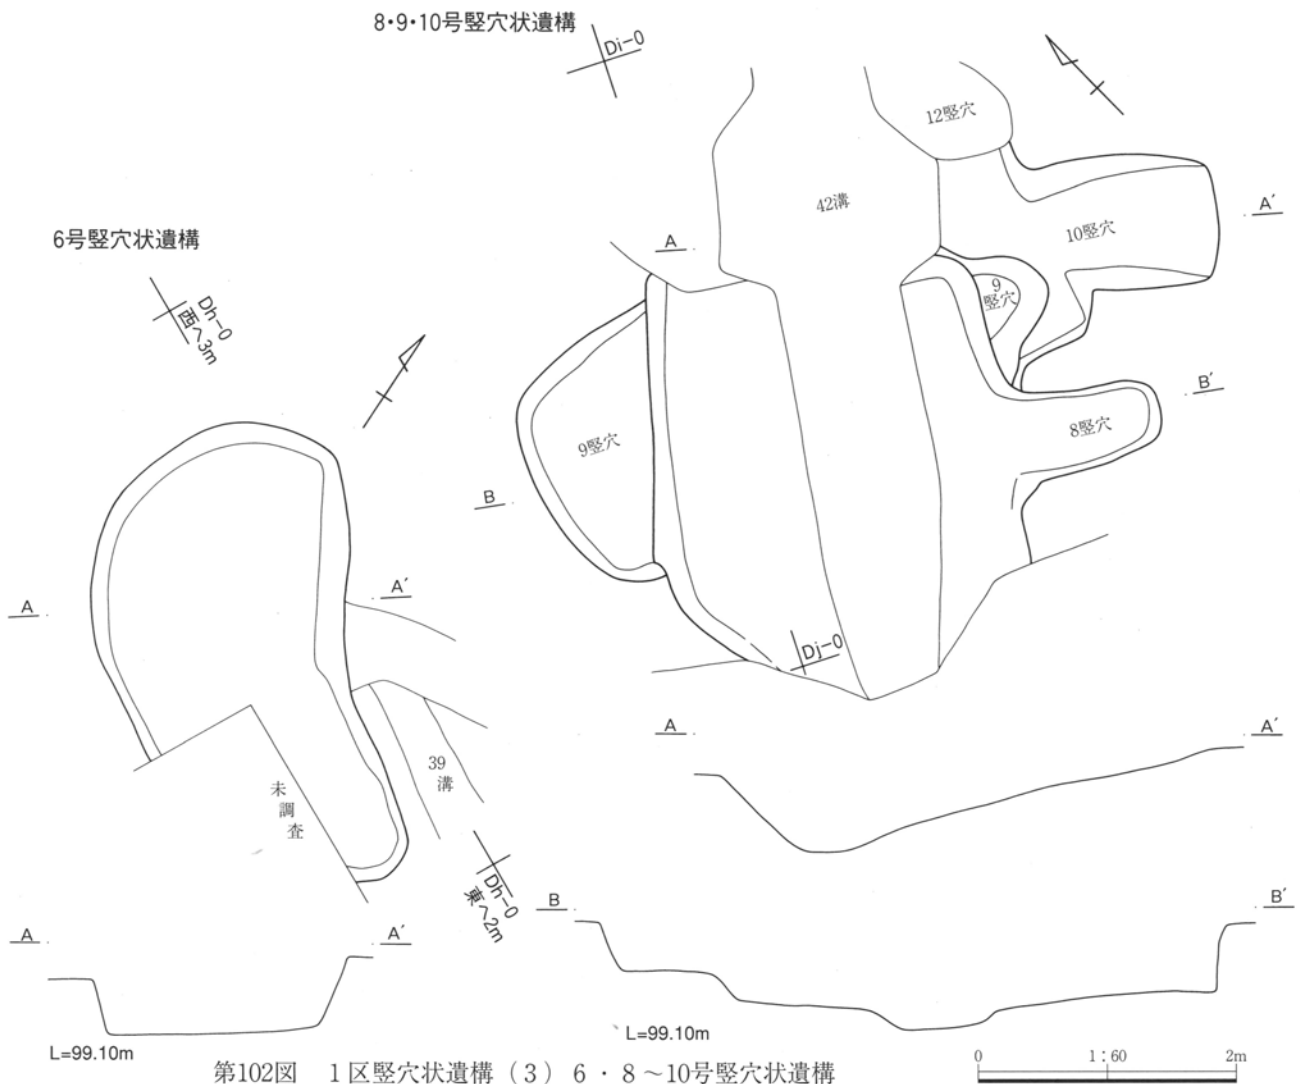 8・9・10号竪穴状遺構
Di-0
12竪穴
42溝
10竪穴
A
A´
6号竪穴状遺構
Dh-0
西へ3m
9
竪穴
B´
8竪穴
9竪穴
B
A
A´
Dj-0
39
溝
未
調
査
Dh-0
東へ2m
A
A´
A
A´
B
B´
L=99.10m
L=99.10m
0
1:60
2m
第102図 1区竪穴状遺構(3) 6・8~10号竪穴状遺構